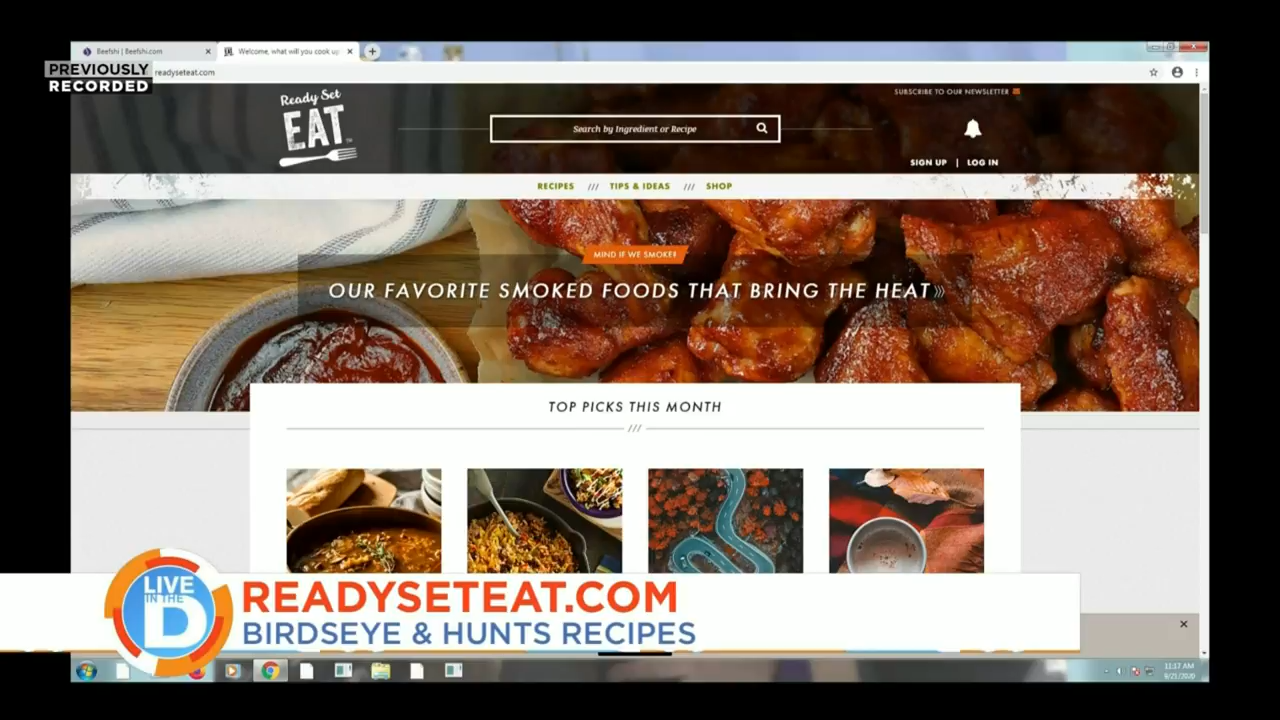 Beefshi | Beefshi.com
Welcome, what will you cook up
PREVIOUSLY
RECORDED
readyseteat.com
Ready Set
EAT
SUBSCRIBE TO OUR NEWSLETTER
Search by Ingredient or Recipe
SIGN UP | LOG IN
RECIPES /// TIPS & IDEAS /// SHOP
MIND IF WE SMOKE?
OUR FAVORITE SMOKED FOODS THAT BRING THE HEAT
TOP PICKS THIS MONTH
///
LIVE
IN THE
D
READYSETEAT.COM
BIRDSEYE & HUNTS RECIPES
11:17 AM
9/21/2020